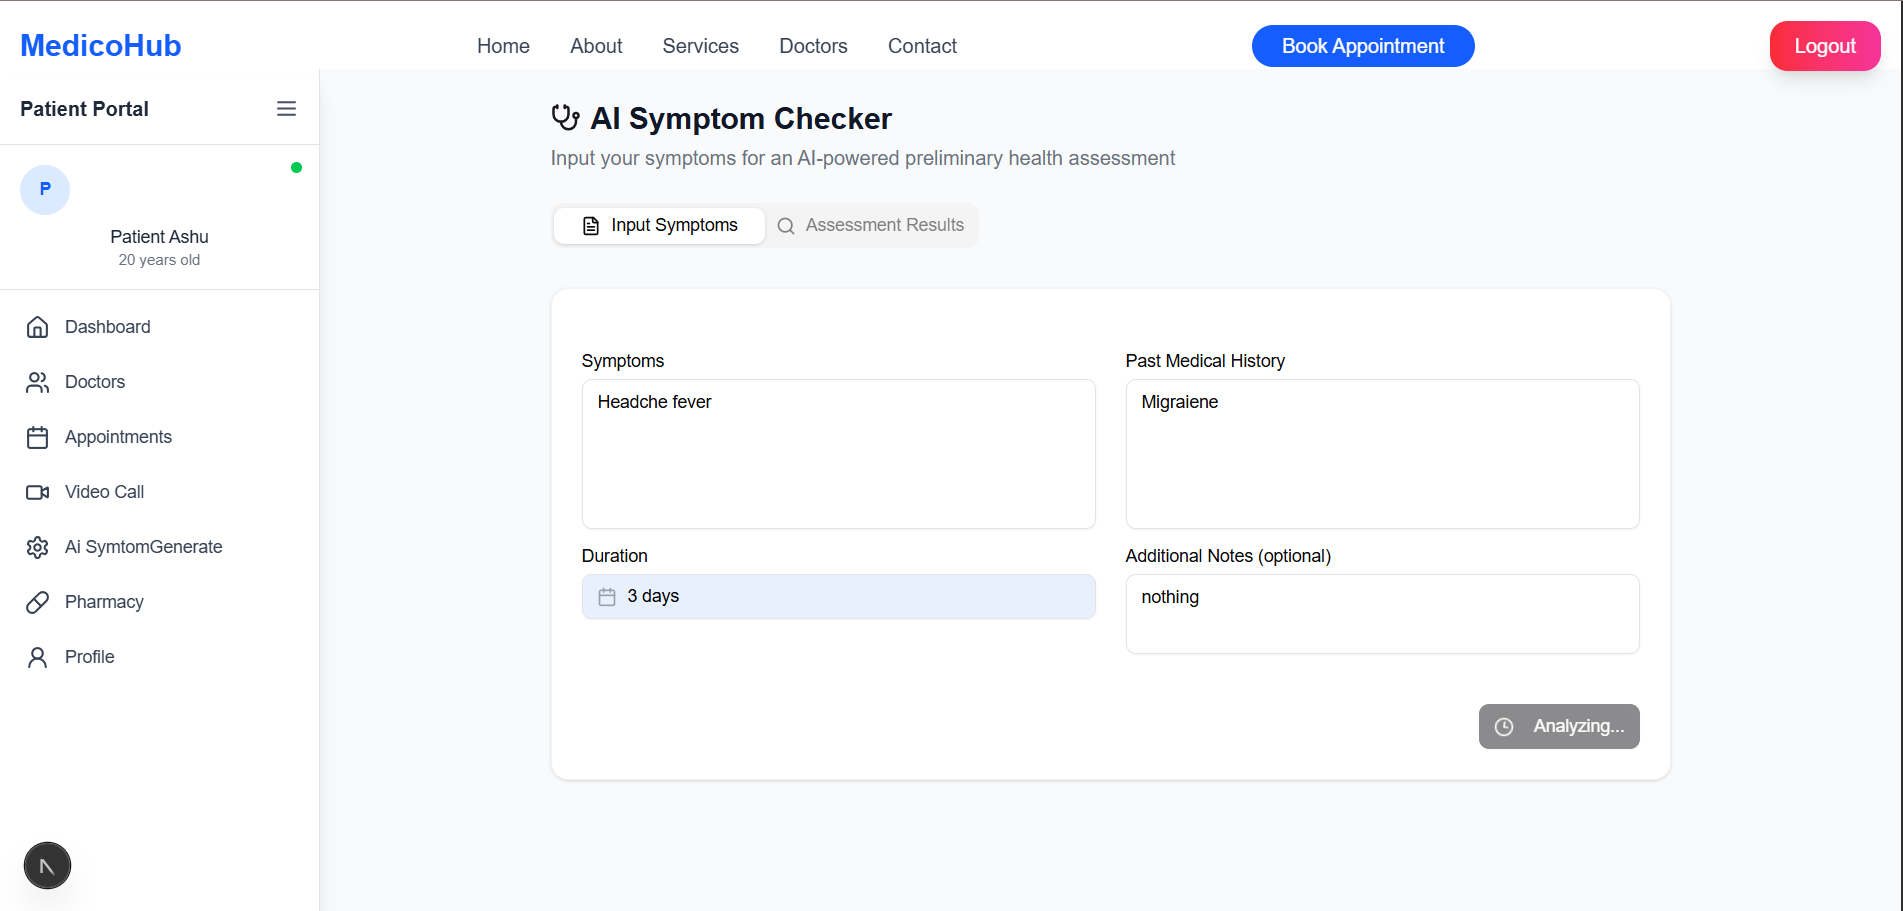 MedicoHub
Home About Services Doctors Contact
Book Appointment
Logout
Patient Portal
P
Patient Ashu
20 years old
Dashboard
Doctors
Appointments
Video Call
Ai SymtomGenerate
Pharmacy
Profile
N
AI Symptom Checker
Input your symptoms for an AI-powered preliminary health assessment
Input Symptoms Assessment Results
Symptoms
Headche fever
Past Medical History
Migraiene
Duration
3 days
Additional Notes (optional)
nothing
Analyzing...